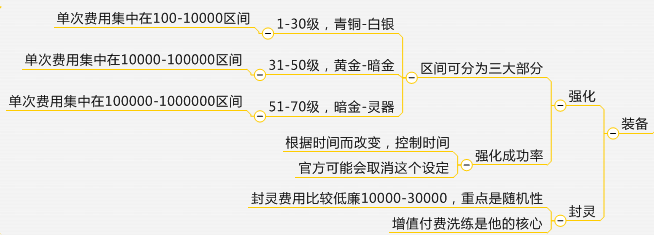 单次费用集中在100-10000区间
1-30级，青铜-白银
单次费用集中在10000-100000区间
31-50级，黄金-暗金
区间可分为三大部分
单次费用集中在100000-1000000区间
51-70级，暗金-灵器
强化
装备
根据时间而改变，控制时间
强化成功率
官方可能会取消这个设定
封灵费用比较低廉10000-30000，重点是随机性
封灵
增值付费洗练是他的核心